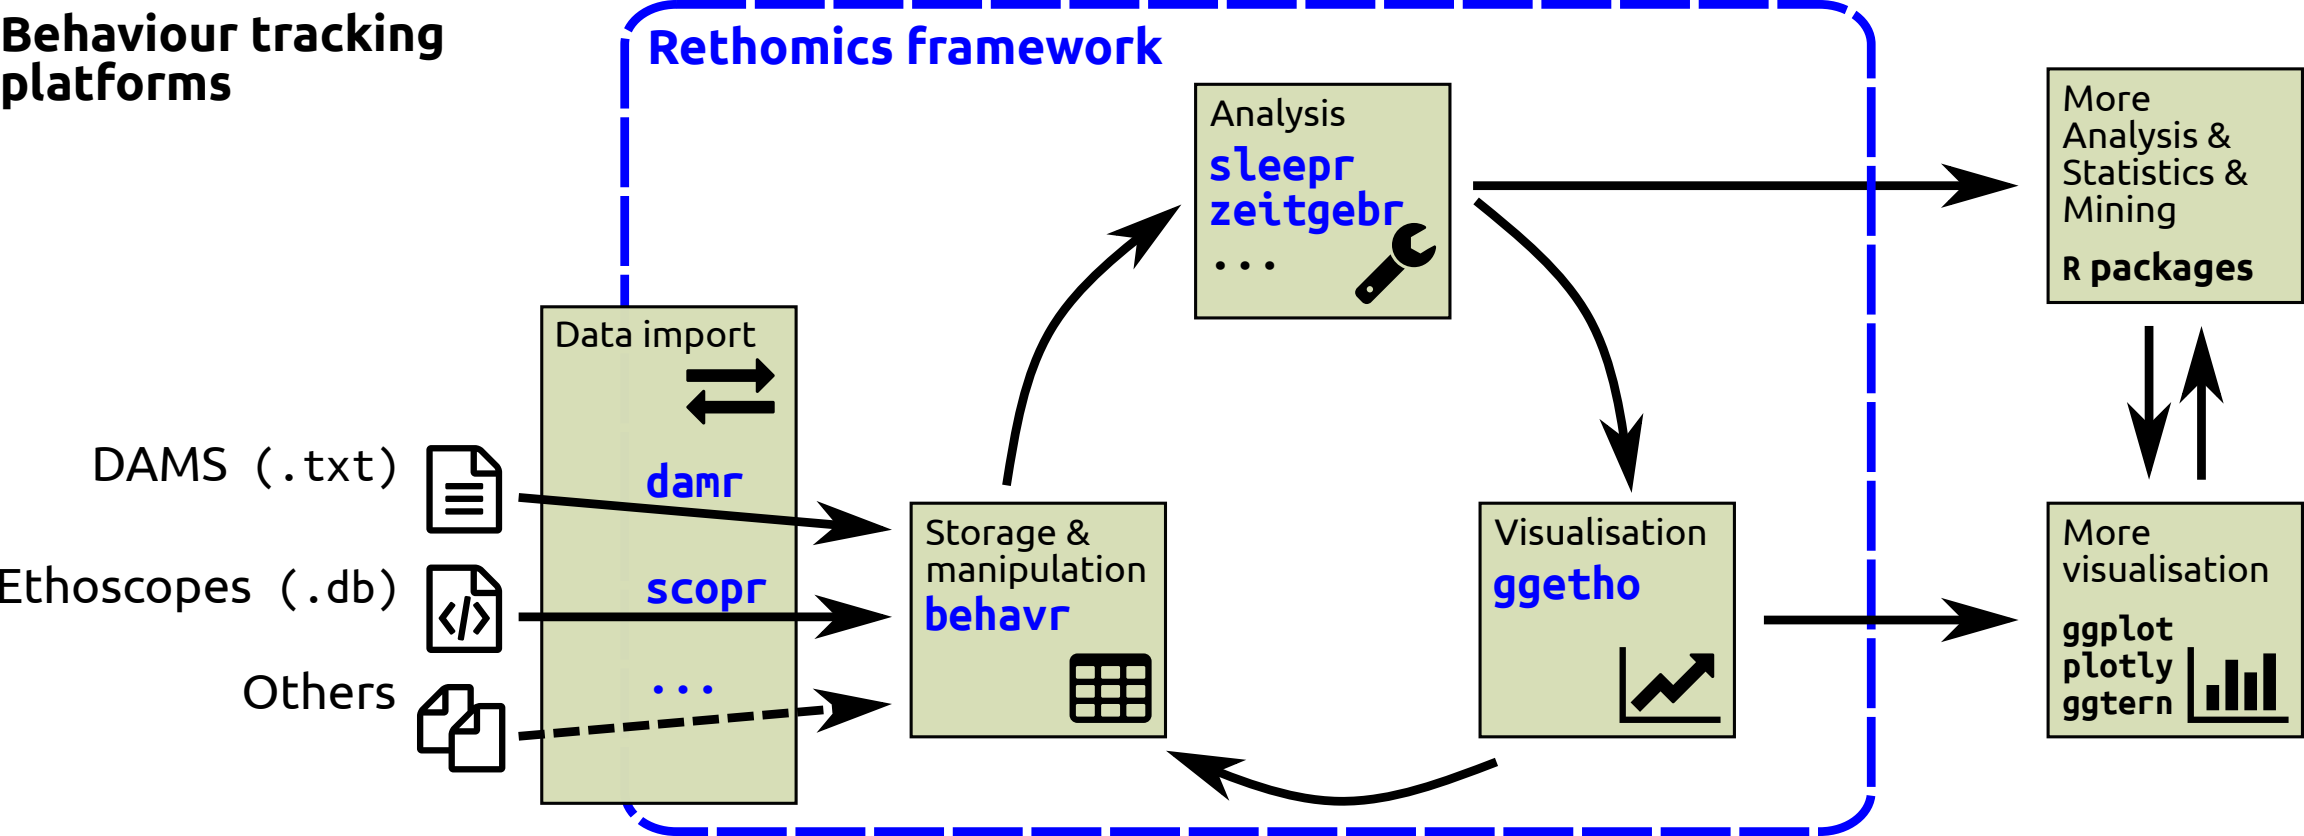 Behaviour tracking
platforms
Rethomics framework
Data import
DAMS (.txt)
damr
Ethoscopes (.db)
scopr
Others
...
Storage &
manipulation
behavr
Analysis
sleepr
zeitgebr
...
Visualisation
ggetho
More
Analysis &
Statistics &
Mining
R packages
More
visualisation
ggplot
plotly
ggtern